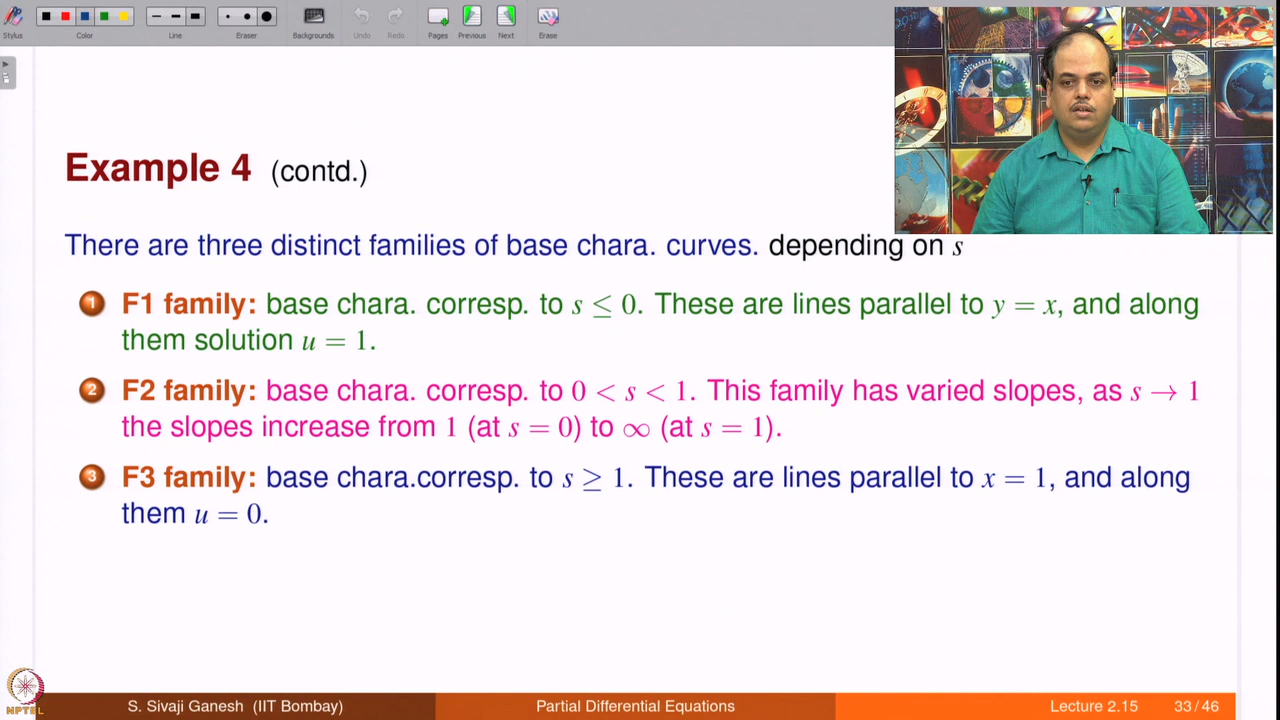 Stylus
Color
Line
Eraser
Backgrounds
Undo
Redo
Pages
Previous
Next
Erase
Example 4 (contd.)
There are three distinct families of base chara. curves. depending on s
1 F1 family: base chara. corresp. to s ≤ 0. These are lines parallel to y = x, and along
them solution u = 1.
2 F2 family: base chara. corresp. to 0 < s < 1. This family has varied slopes, as s → 1
the slopes increase from 1 (at s = 0) to ∞ (at s = 1).
3 F3 family: base chara.corresp. to s ≥ 1. These are lines parallel to x = 1, and along
them u = 0.
NPTEL
S. Sivaji Ganesh (IIT Bombay)
Partial Differential Equations
Lecture 2.15
33 / 46